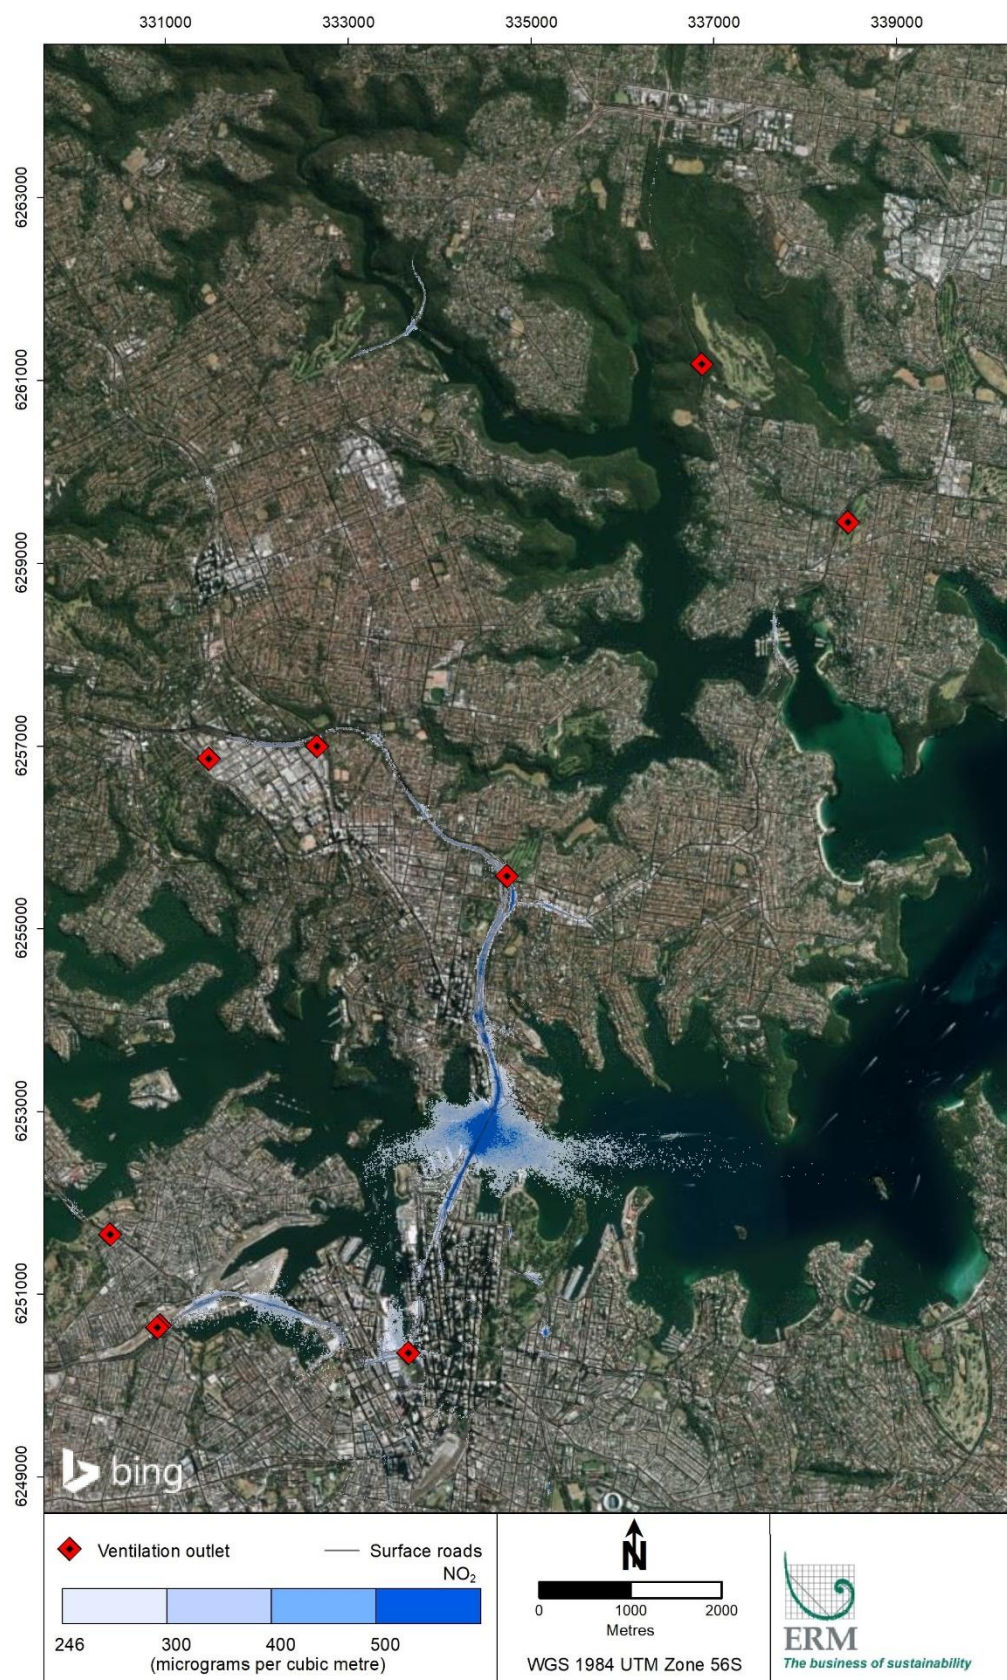 331000 333000 335000 337000 339000
6263000
6261000
6259000
6257000
6255000
6253000
6251000
6249000
bing
Ventilation outlet
Surface roads
NO₂
246 300 400 500
(micrograms per cubic metre)
N
0 1000 2000
Metres
WGS 1984 UTM Zone 56S
ERM
The business of sustainability